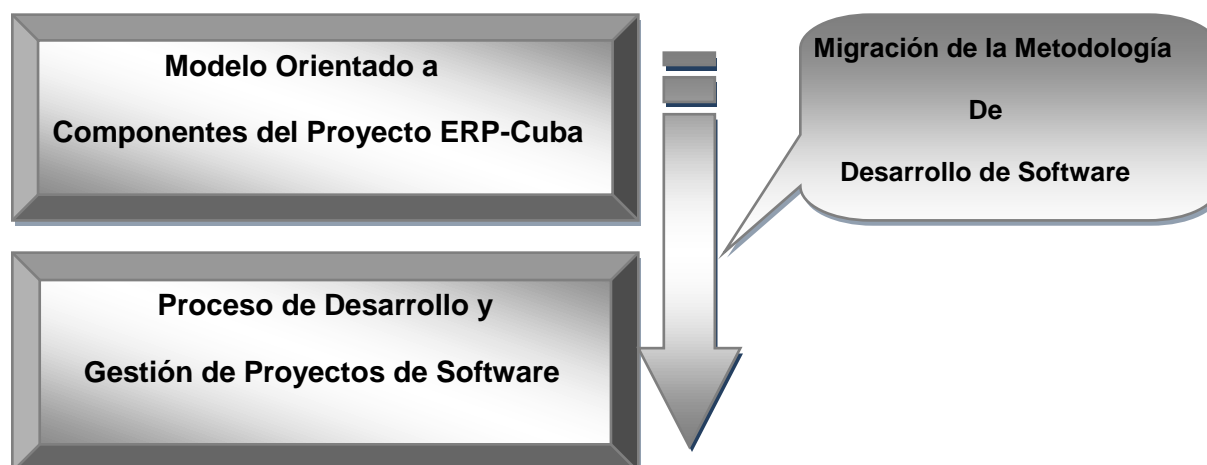 Modelo Orientado a
Componentes del Proyecto ERP-Cuba
Proceso de Desarrollo y
Gestión de Proyectos de Software
Migración de la Metodología
De
Desarrollo de Software